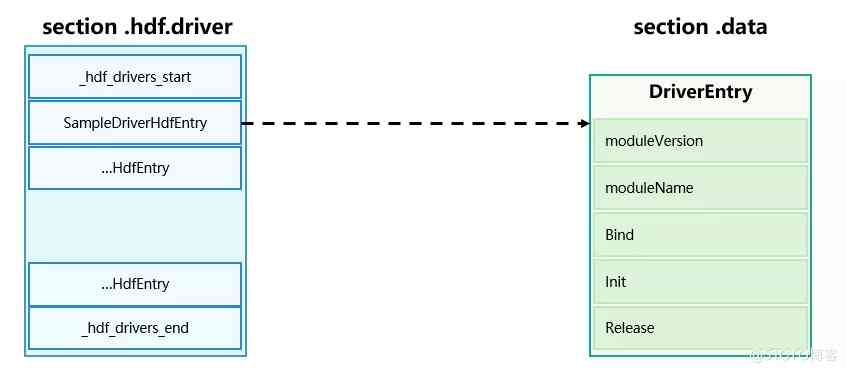 section .hdf.driver
_hdf_drivers_start
SampleDriverHdfEntry
...HdfEntry
...HdfEntry
_hdf_drivers_end
section .data
DriverEntry
moduleVersion
moduleName
Bind
Init
Release
@51CTO博客